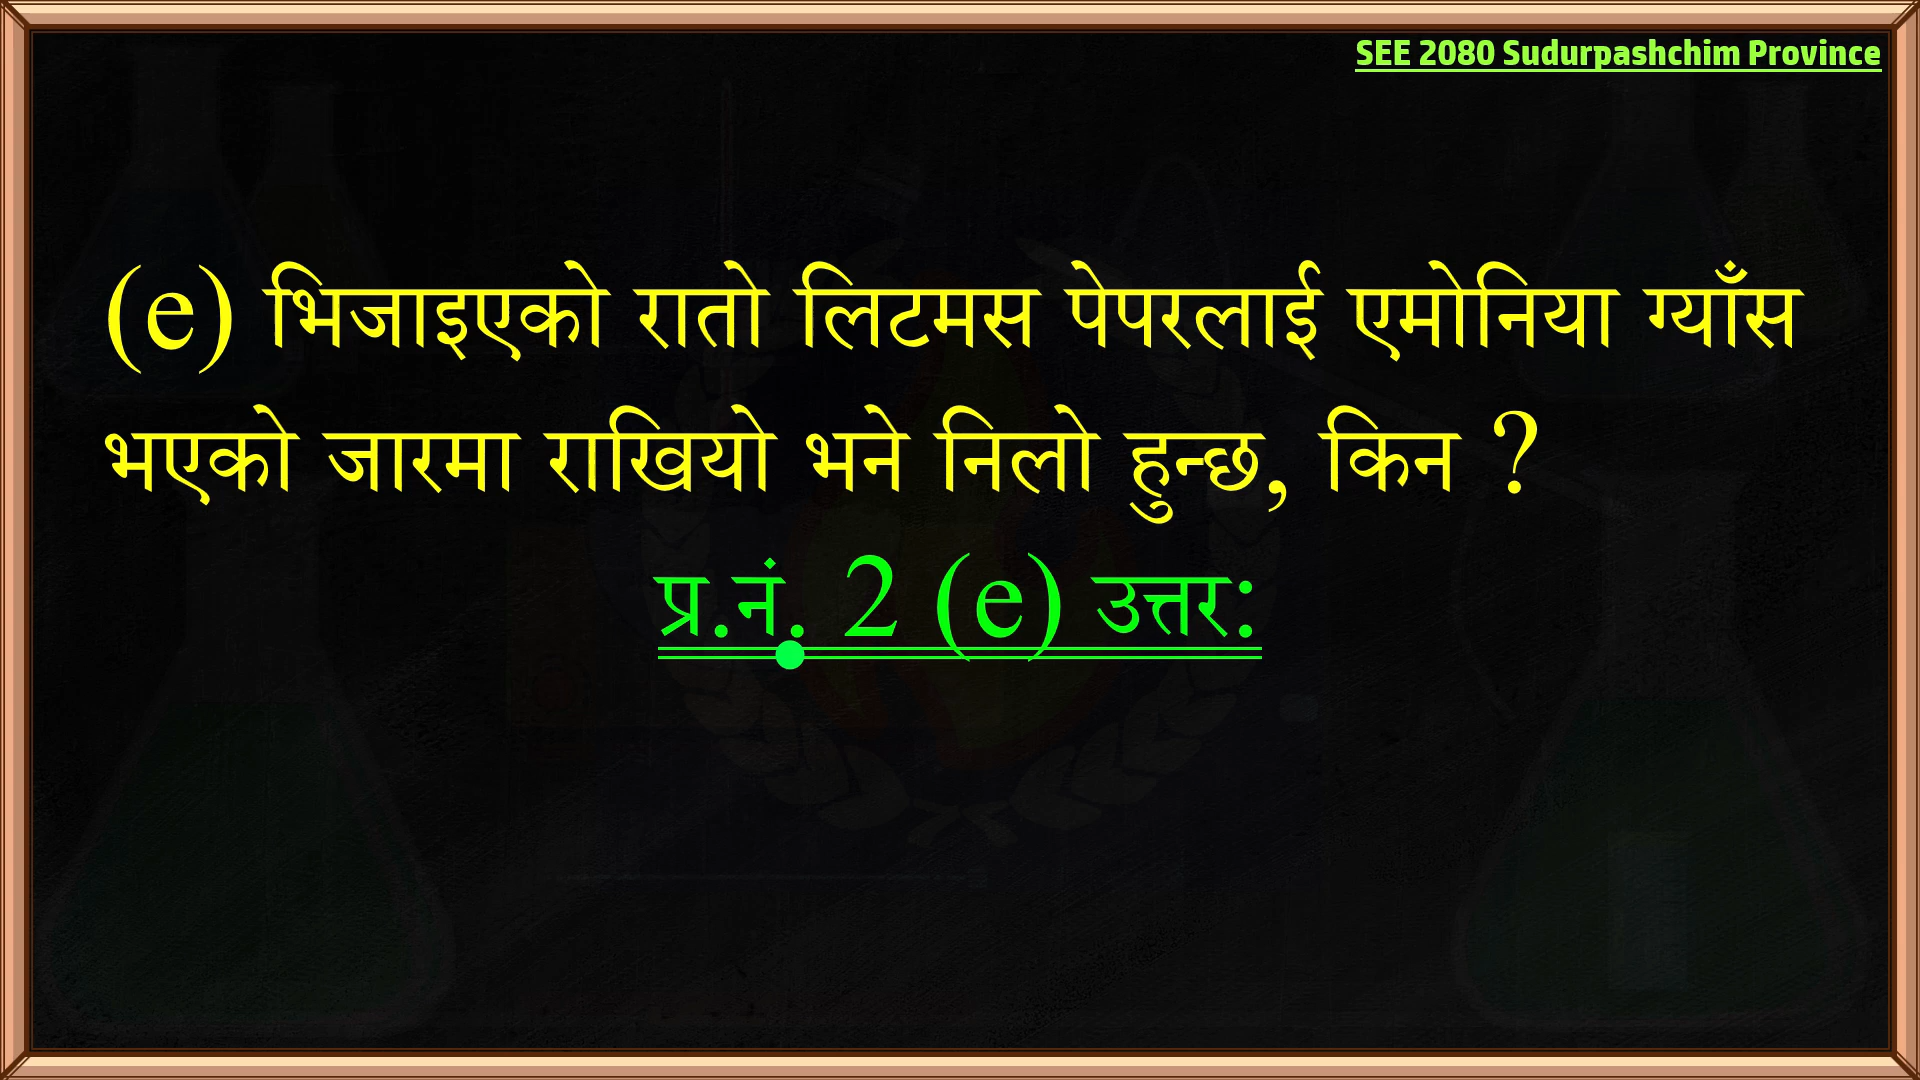 SEE 2080 Sudurpashchim Province
(e) भिजाइएको रातो लिटमस पेपरलाई एमोनिया ग्याँस
भएको जारमा राखियो भने निलो हुन्छ, किन ?
प्र.नं. 2 (e) उत्तर: